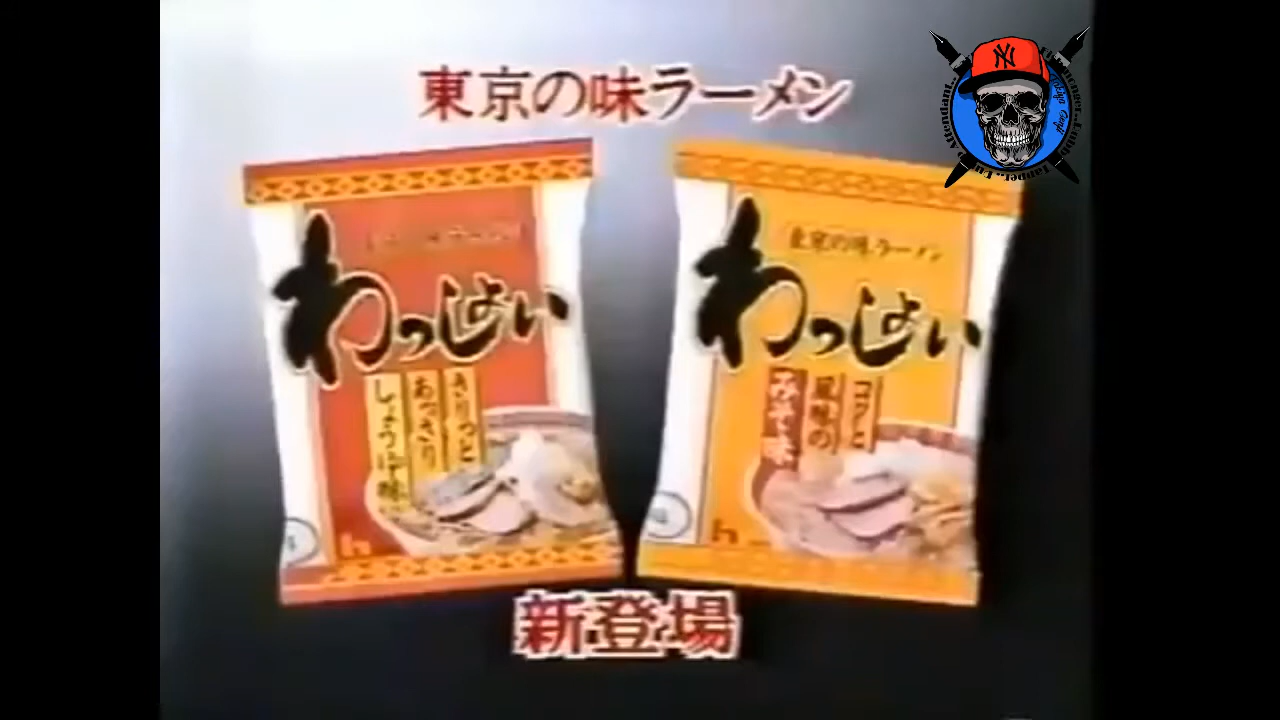 東京の味ラーメン
わっしょい
きりっと
あっさり
しょうゆ味
東京の味ラーメン
わっしょい
コクと
風味の
みそ味
新登場
NY